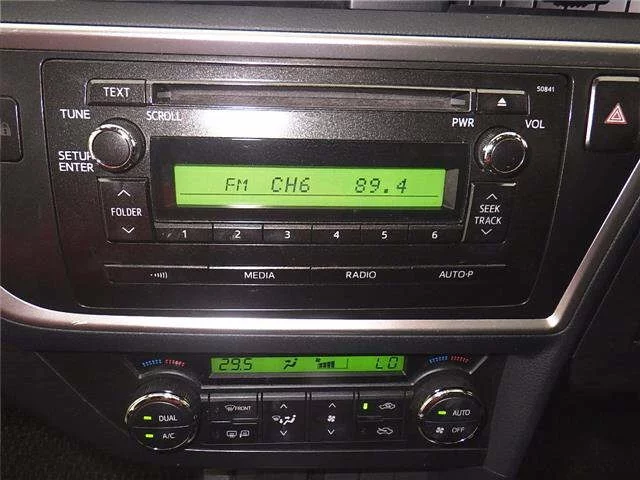 TEXT
50841
TUNE
SCROLL
PWR
VOL
SETUP
ENTER
FM CH6 89.4
FOLDER
SEEK
TRACK
1 2 3 4 5 6
MEDIA RADIO AUTO·P
29.5 LO
DUAL
A/C
FRONT
AUTO
OFF